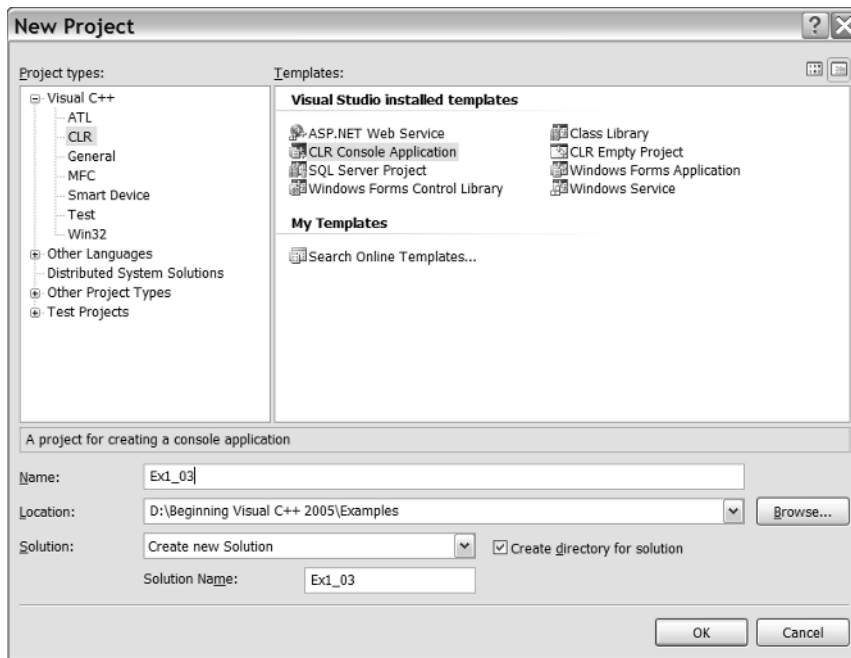 New Project
Project types:
Templates:
Visual C++
ATL
CLR
General
MFC
Smart Device
Test
Win32
Other Languages
Distributed System Solutions
Other Project Types
Test Projects
Visual Studio installed templates
ASP.NET Web Service
Class Library
CLR Console Application
CLR Empty Project
SQL Server Project
Windows Forms Application
Windows Forms Control Library
Windows Service
My Templates
Search Online Templates...
A project for creating a console application
Name: Ex1_03
Location: D:\Beginning Visual C++ 2005\Examples Browse...
Solution: Create new Solution Create directory for solution
Solution Name: Ex1_03
OK Cancel